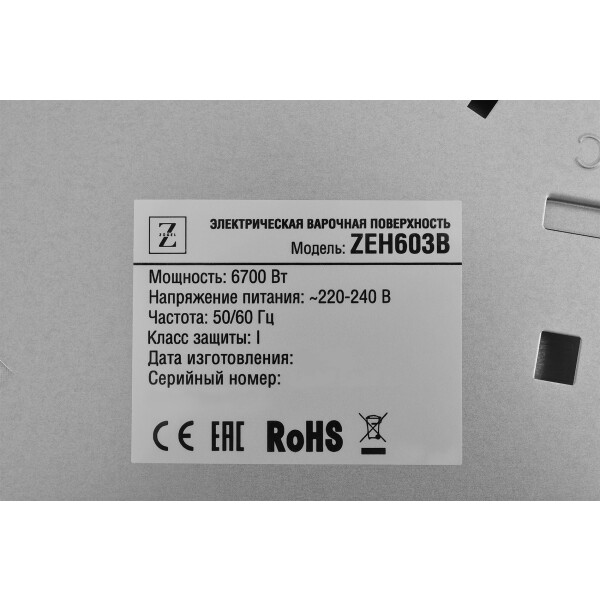 Z
ZUGEL
ЭЛЕКТРИЧЕСКАЯ ВАРОЧНАЯ ПОВЕРХНОСТЬ
Модель: ZEH603B
Мощность: 6700 Вт
Напряжение питания: ~220-240 В
Частота: 50/60 Гц
Класс защиты: I
Дата изготовления:
Серийный номер:
CE EAC RoHS